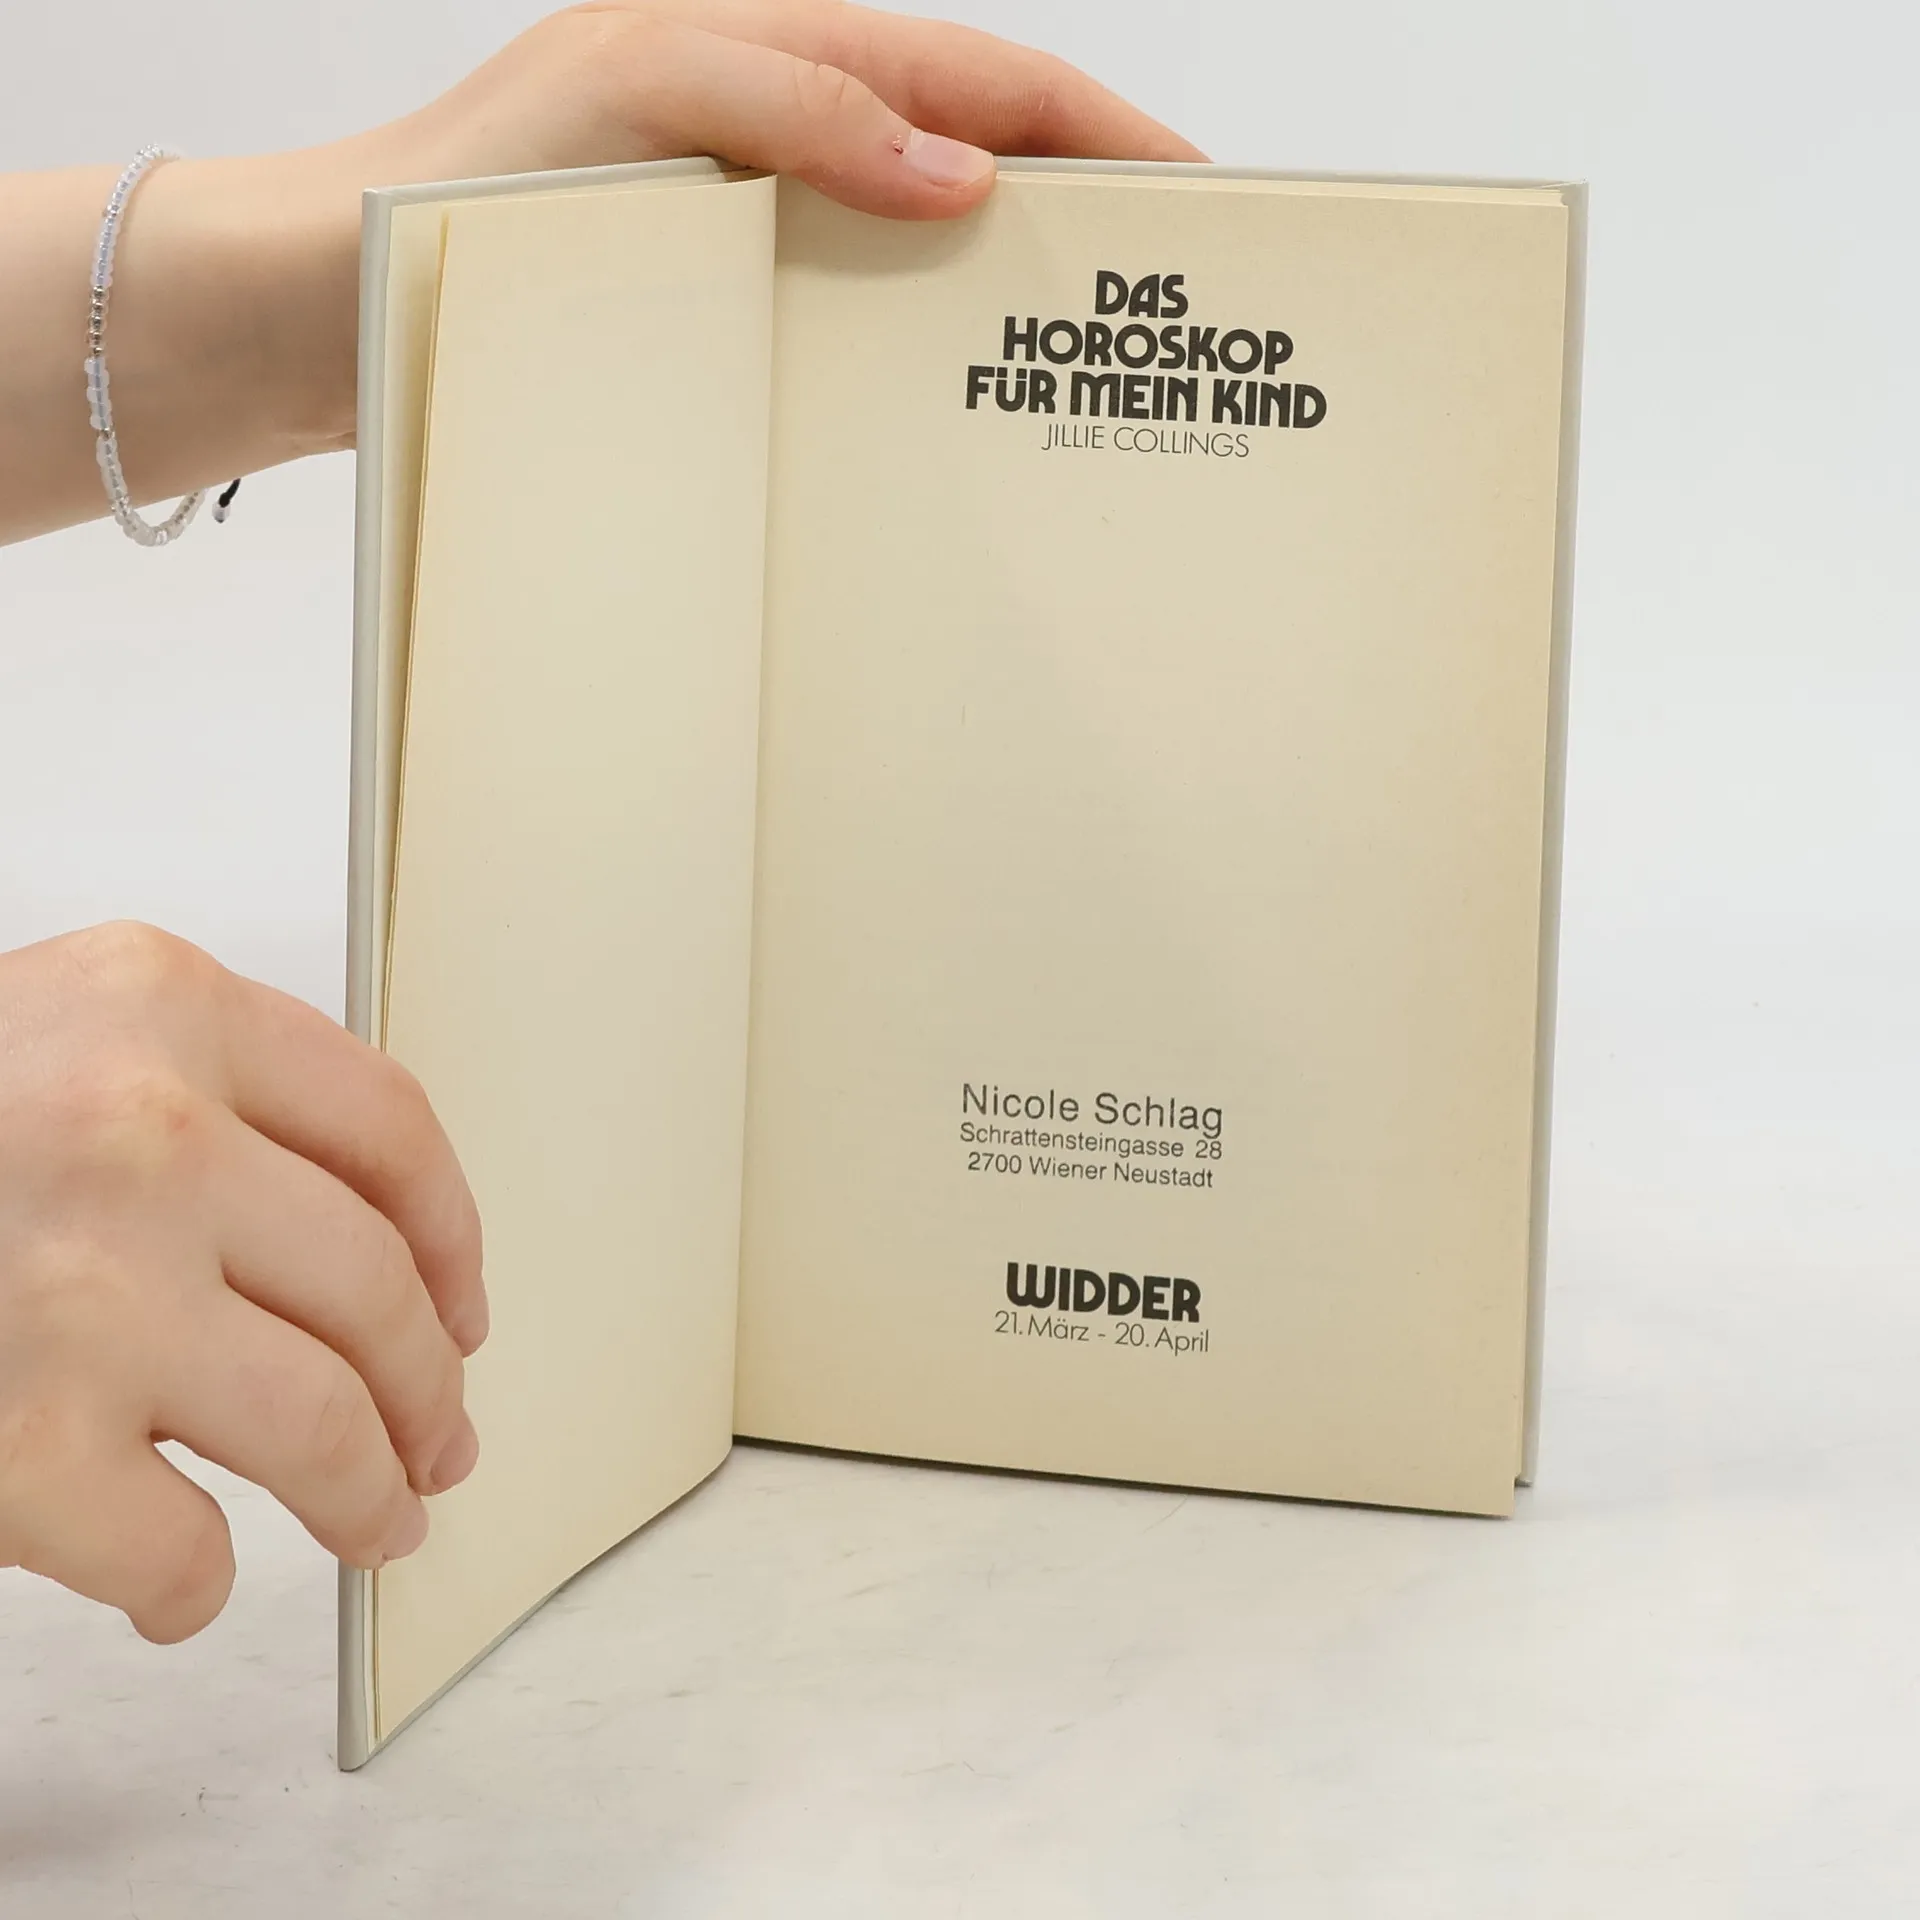 DAS
HOROSKOP
FÜR MEIN KIND
JILLIE COLLINGS
Nicole Schlag
Schrattensteingasse 28
2700 Wiener Neustadt
WIDDER
21. März - 20. April